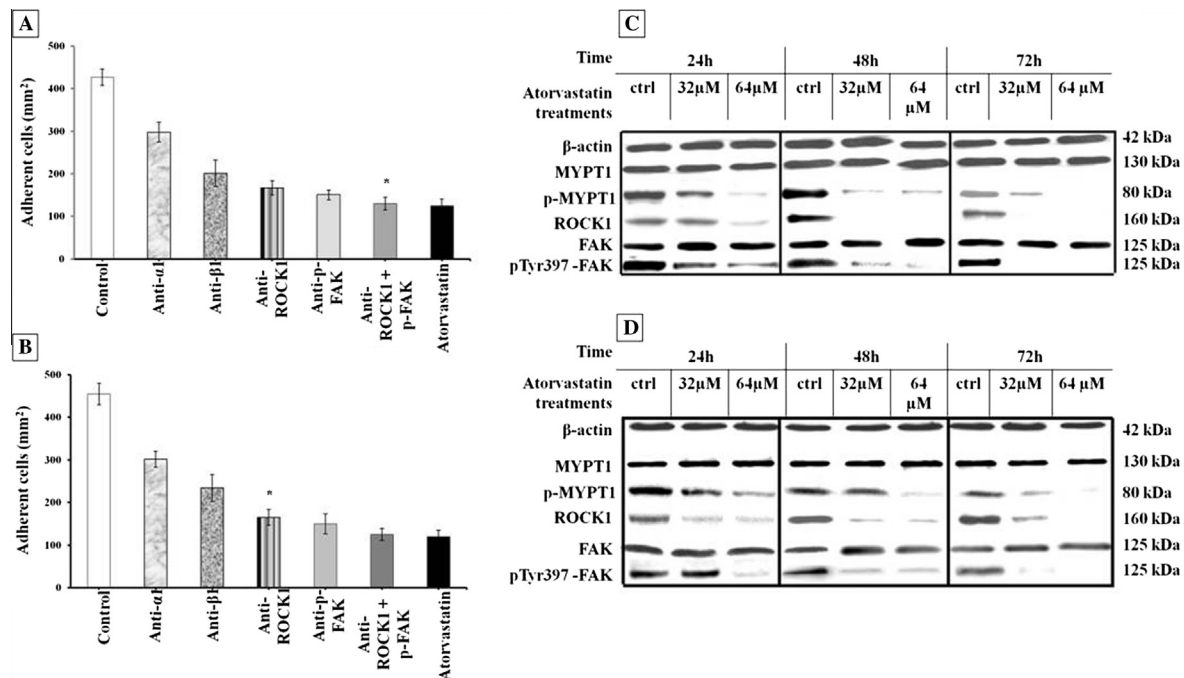 A
Adherent cells (mm²)
500
400
300
200
100
0
*
Control
Anti-α1
Anti-β1
Anti-
ROCK1
Anti-p-
FAK
Anti-
ROCK1 +
p-FAK
Atorvastatin
B
Adherent cells (mm²)
500
400
300
200
100
0
*
Control
Anti-α1
Anti-β1
Anti-
ROCK1
Anti-p-
FAK
Anti-
ROCK1 +
p-FAK
Atorvastatin
C
Time 24h 48h 72h
Atorvastatin
treatments
ctrl 32µM 64µM ctrl 32µM 64
µM
ctrl 32µM 64 µM
β-actin 42 kDa
MYPT1 130 kDa
p-MYPT1 80 kDa
ROCK1 160 kDa
FAK 125 kDa
pTyr397 -FAK 125 kDa
D
Time 24h 48h 72h
Atorvastatin
treatments
ctrl 32µM 64µM ctrl 32µM 64
µM
ctrl 32µM 64 µM
β-actin 42 kDa
MYPT1 130 kDa
p-MYPT1 80 kDa
ROCK1 160 kDa
FAK 125 kDa
pTyr397 -FAK 125 kDa